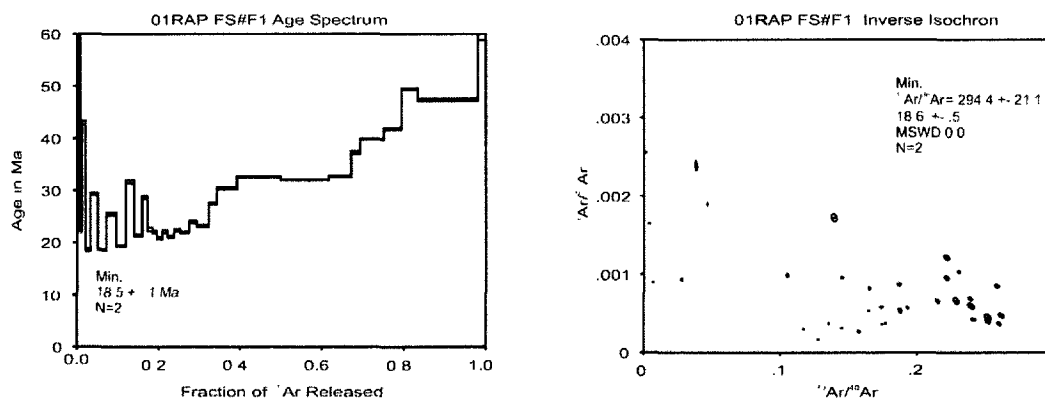 01RAP FS#F1 Age Spectrum
60
50
40
30
20
10
0
Age in Ma
Min.
18 5 + 1 Ma
N=2
0.0
0 2
0 4
0.6
0.8
1.0
Fraction of Ar Released
01RAP FS#F1 Inverse Isochron
.004
.003
.002
.001
0
Ar/ Ar
Min.
Ar/ Ar= 294 4 +- 21 1
18 6 +- .5
MSWD 0 0
N=2
.1
.2
Ar/40Ar